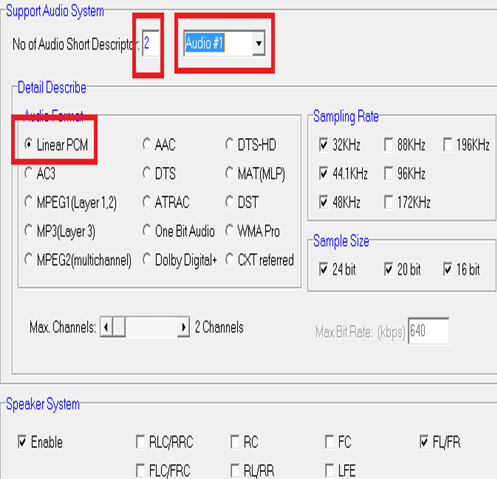 Support Audio System
No of Audio Short Descriptor: 2 Audio #1
Detail Describe
Audio Format
Linear PCM AAC DTS-HD
AC3 DTS MAT(MLP)
MPEG1(Layer 1,2) ATRAC DST
MP3(Layer 3) One Bit Audio WMA Pro
MPEG2(multichannel) Dolby Digital+ CXT referred
Sampling Rate
32KHz 88KHz 196KHz
44.1KHz 96KHz
48KHz 172KHz
Sample Size
24 bit 20 bit 16 bit
Max. Channels: 2 Channels
Max Bit Rate: (kbps) 640
Speaker System
Enable RLC/RRC RC FC FL/FR
FLC/FRC RL/RR LFE